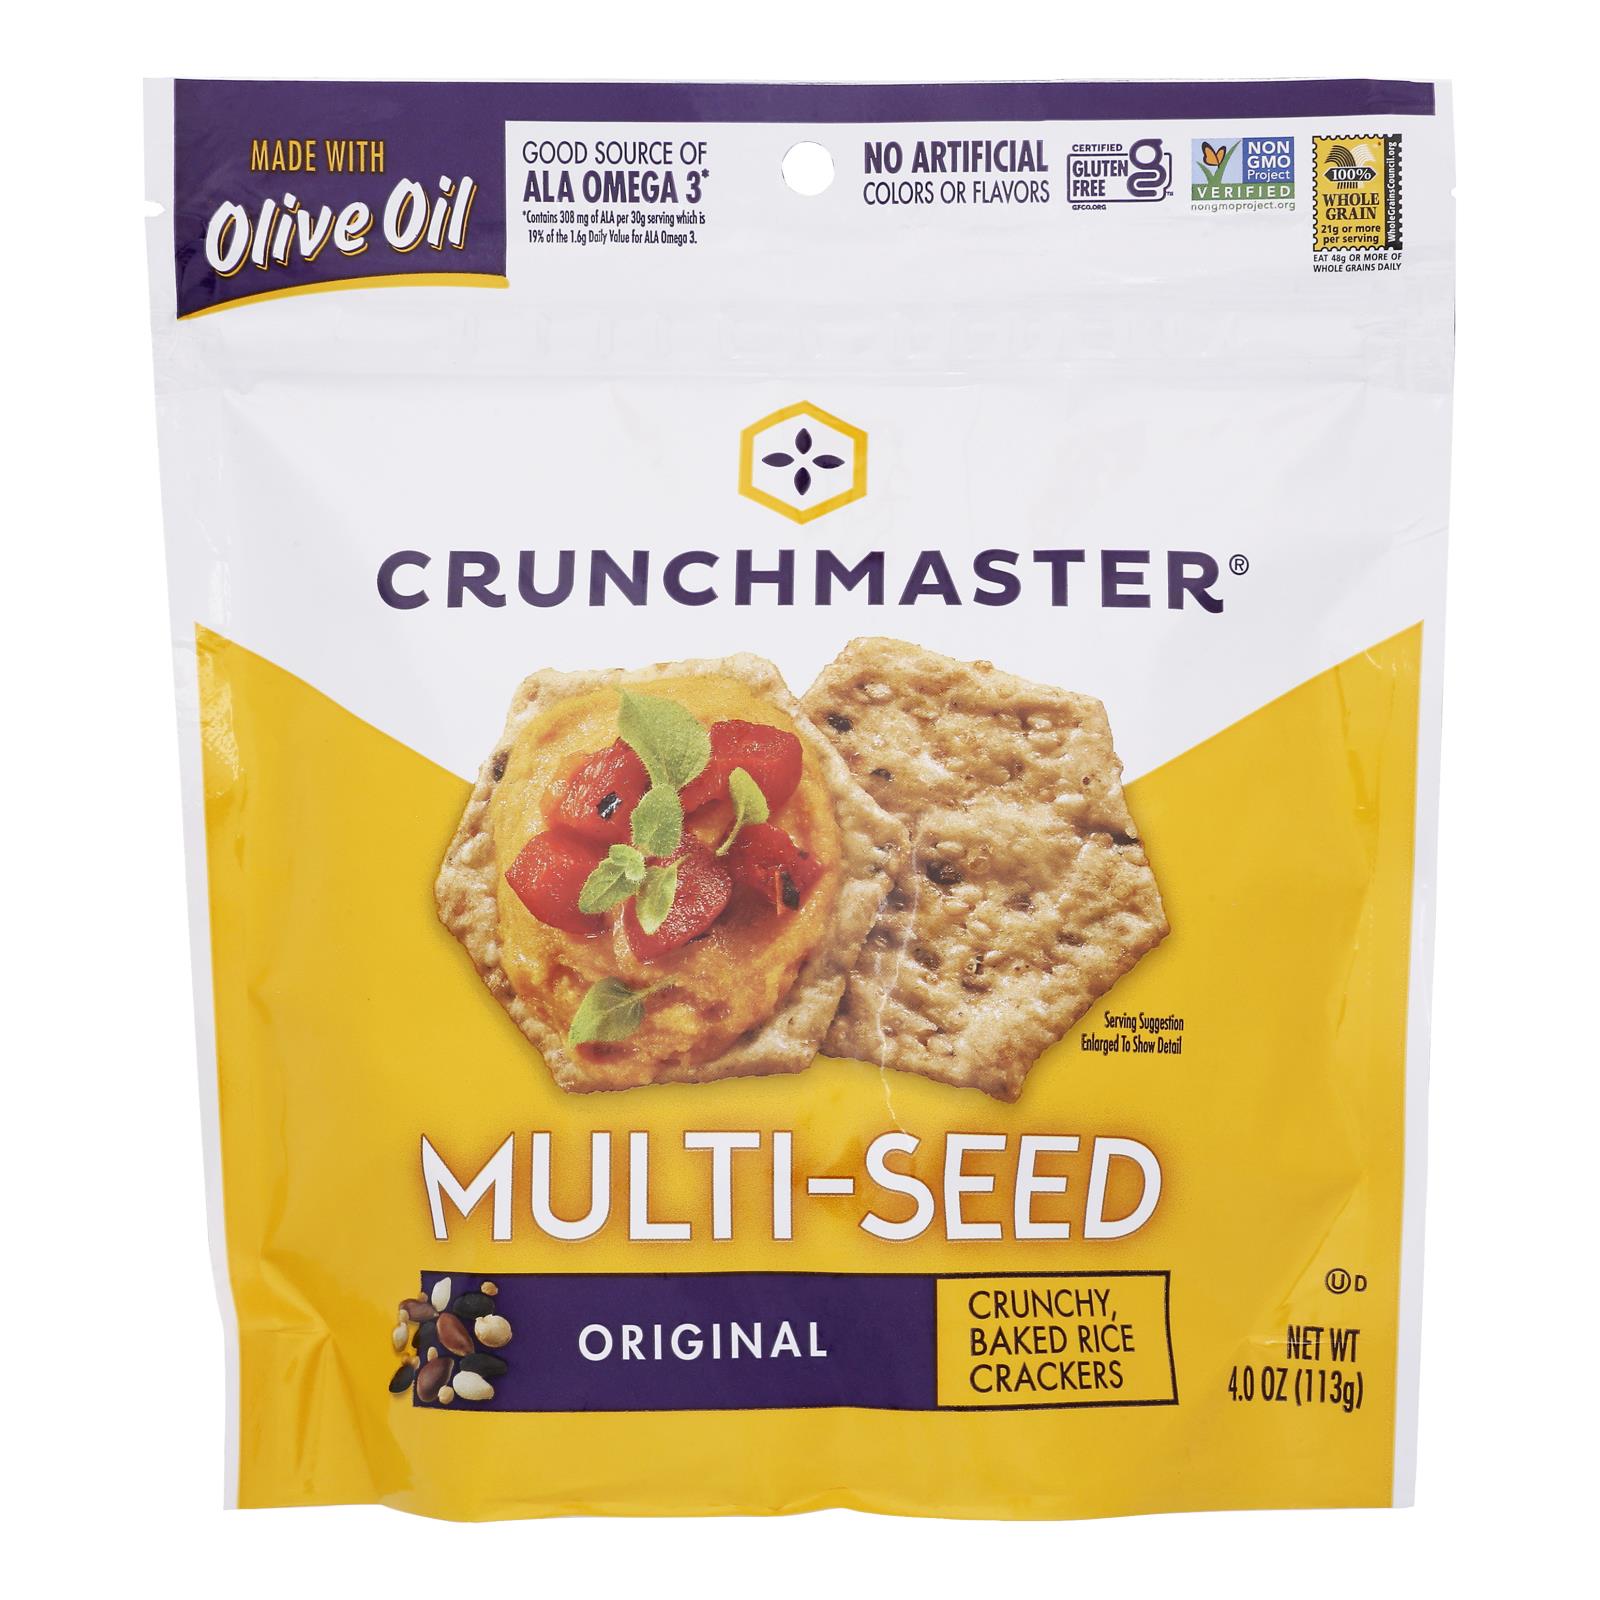 MADE WITH
Olive Oil
GOOD SOURCE OF
ALA OMEGA 3*
*Contains 308 mg of ALA per 30g serving which is
19% of the 1.6g Daily Value for ALA Omega 3.
NO ARTIFICIAL
COLORS OR FLAVORS
CERTIFIED
GLUTEN
FREE
GFCO.ORG
TM
NON
GMO
Project
VERIFIED
nongmoproject.org
100%
WHOLE
GRAIN
21g or more
per serving
WholeGrainsCouncil.org
EAT 48g OR MORE OF
WHOLE GRAINS DAILY
CRUNCHMASTER®
Serving Suggestion
Enlarged To Show Detail
MULTI-SEED
ORIGINAL
CRUNCHY,
BAKED RICE
CRACKERS
U D
NET WT
4.0 OZ (113g)